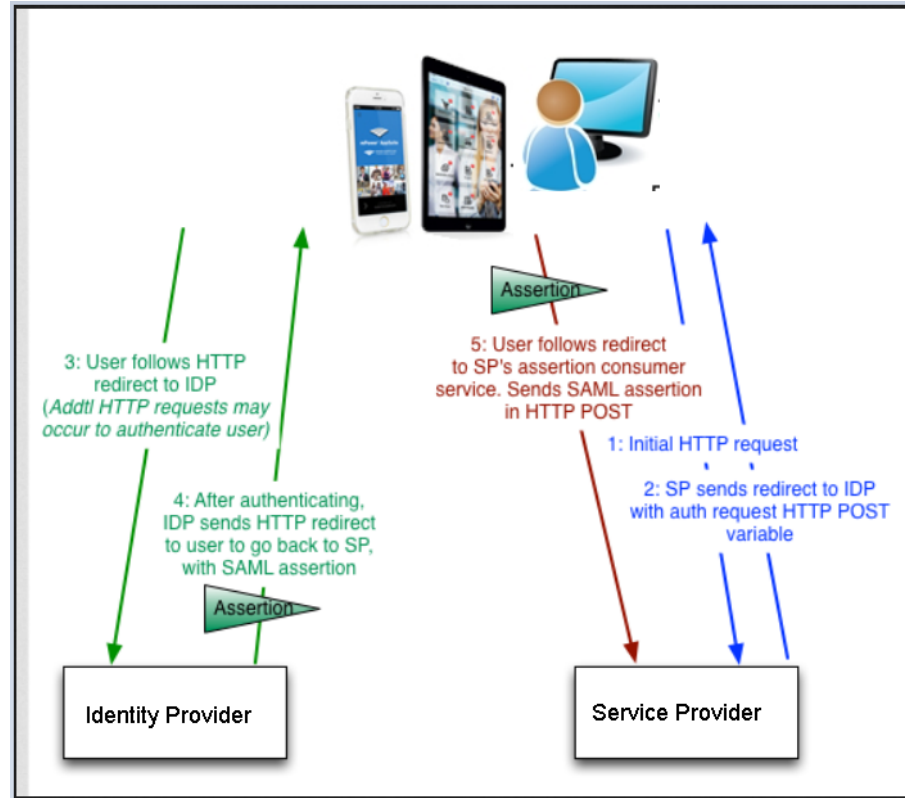 Assertion
3: User follows HTTP
redirect to IDP
(Addtl HTTP requests may
occur to authenticate user)
5: User follows redirect
to SP's assertion consumer
service. Sends SAML assertion
in HTTP POST
1: Initial HTTP request
2: SP sends redirect to IDP
with auth request HTTP POST
variable
4: After authenticating,
IDP sends HTTP redirect
to user to go back to SP,
with SAML assertion
Assertion
Identity Provider
Service Provider